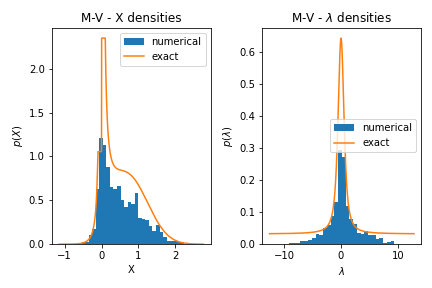 M-V - X densities
M-V - λ densities
numerical
exact
numerical
exact
p(X)
p(λ)
2.0
1.5
1.0
0.5
0.0
0.6
0.5
0.4
0.3
0.2
0.1
0.0
−1
0
1
2
−10
0
10
X
λ